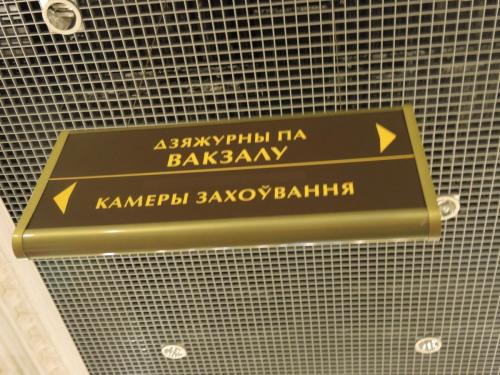 ДЗЯЖУРНЫ ПА
ВАКЗАЛУ
КАМЕРЫ ЗАХОЎВАННЯ